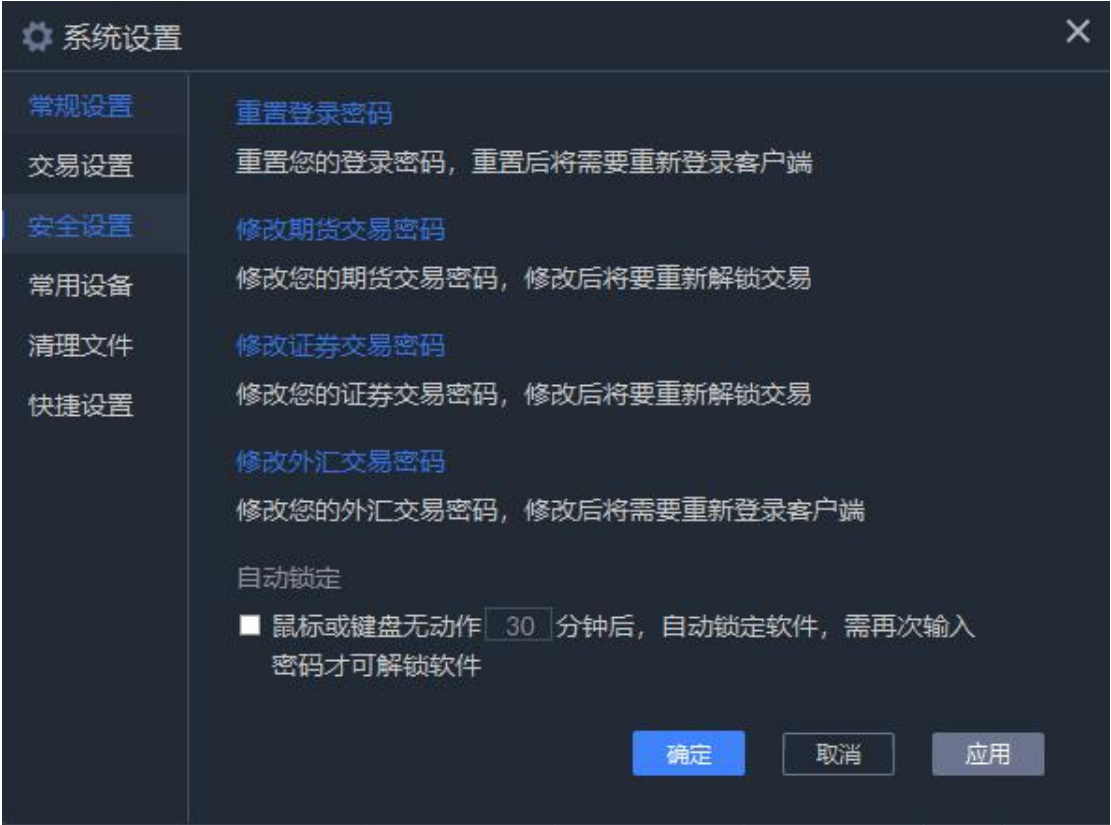 系统设置
常规设置
交易设置
安全设置
常用设备
清理文件
快捷设置
重置登录密码
重置您的登录密码，重置后将需要重新登录客户端
修改期货交易密码
修改您的期货交易密码，修改后将要重新解锁交易
修改证券交易密码
修改您的证券交易密码，修改后将要重新解锁交易
修改外汇交易密码
修改您的外汇交易密码，修改后将需要重新登录客户端
自动锁定
鼠标或键盘无动作 30 分钟后，自动锁定软件，需再次输入
密码才可解锁软件
确定 取消 应用